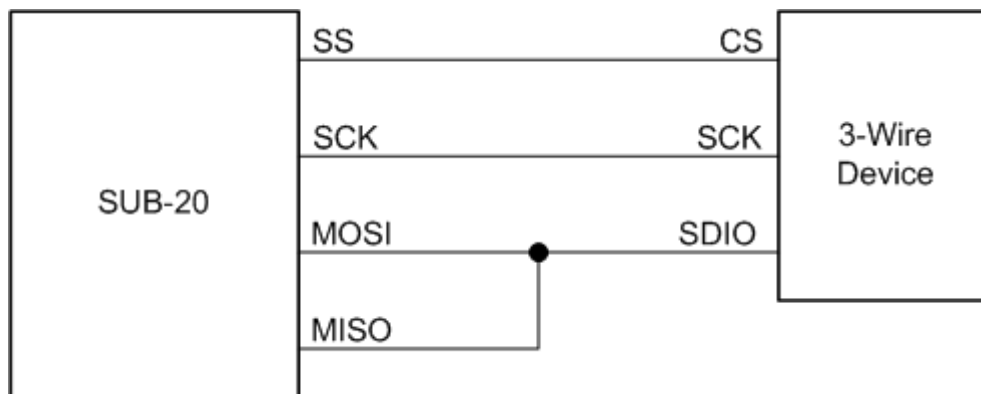 SS CS
SCK SCK
3-Wire
Device
SUB-20
MOSI SDIO
MISO